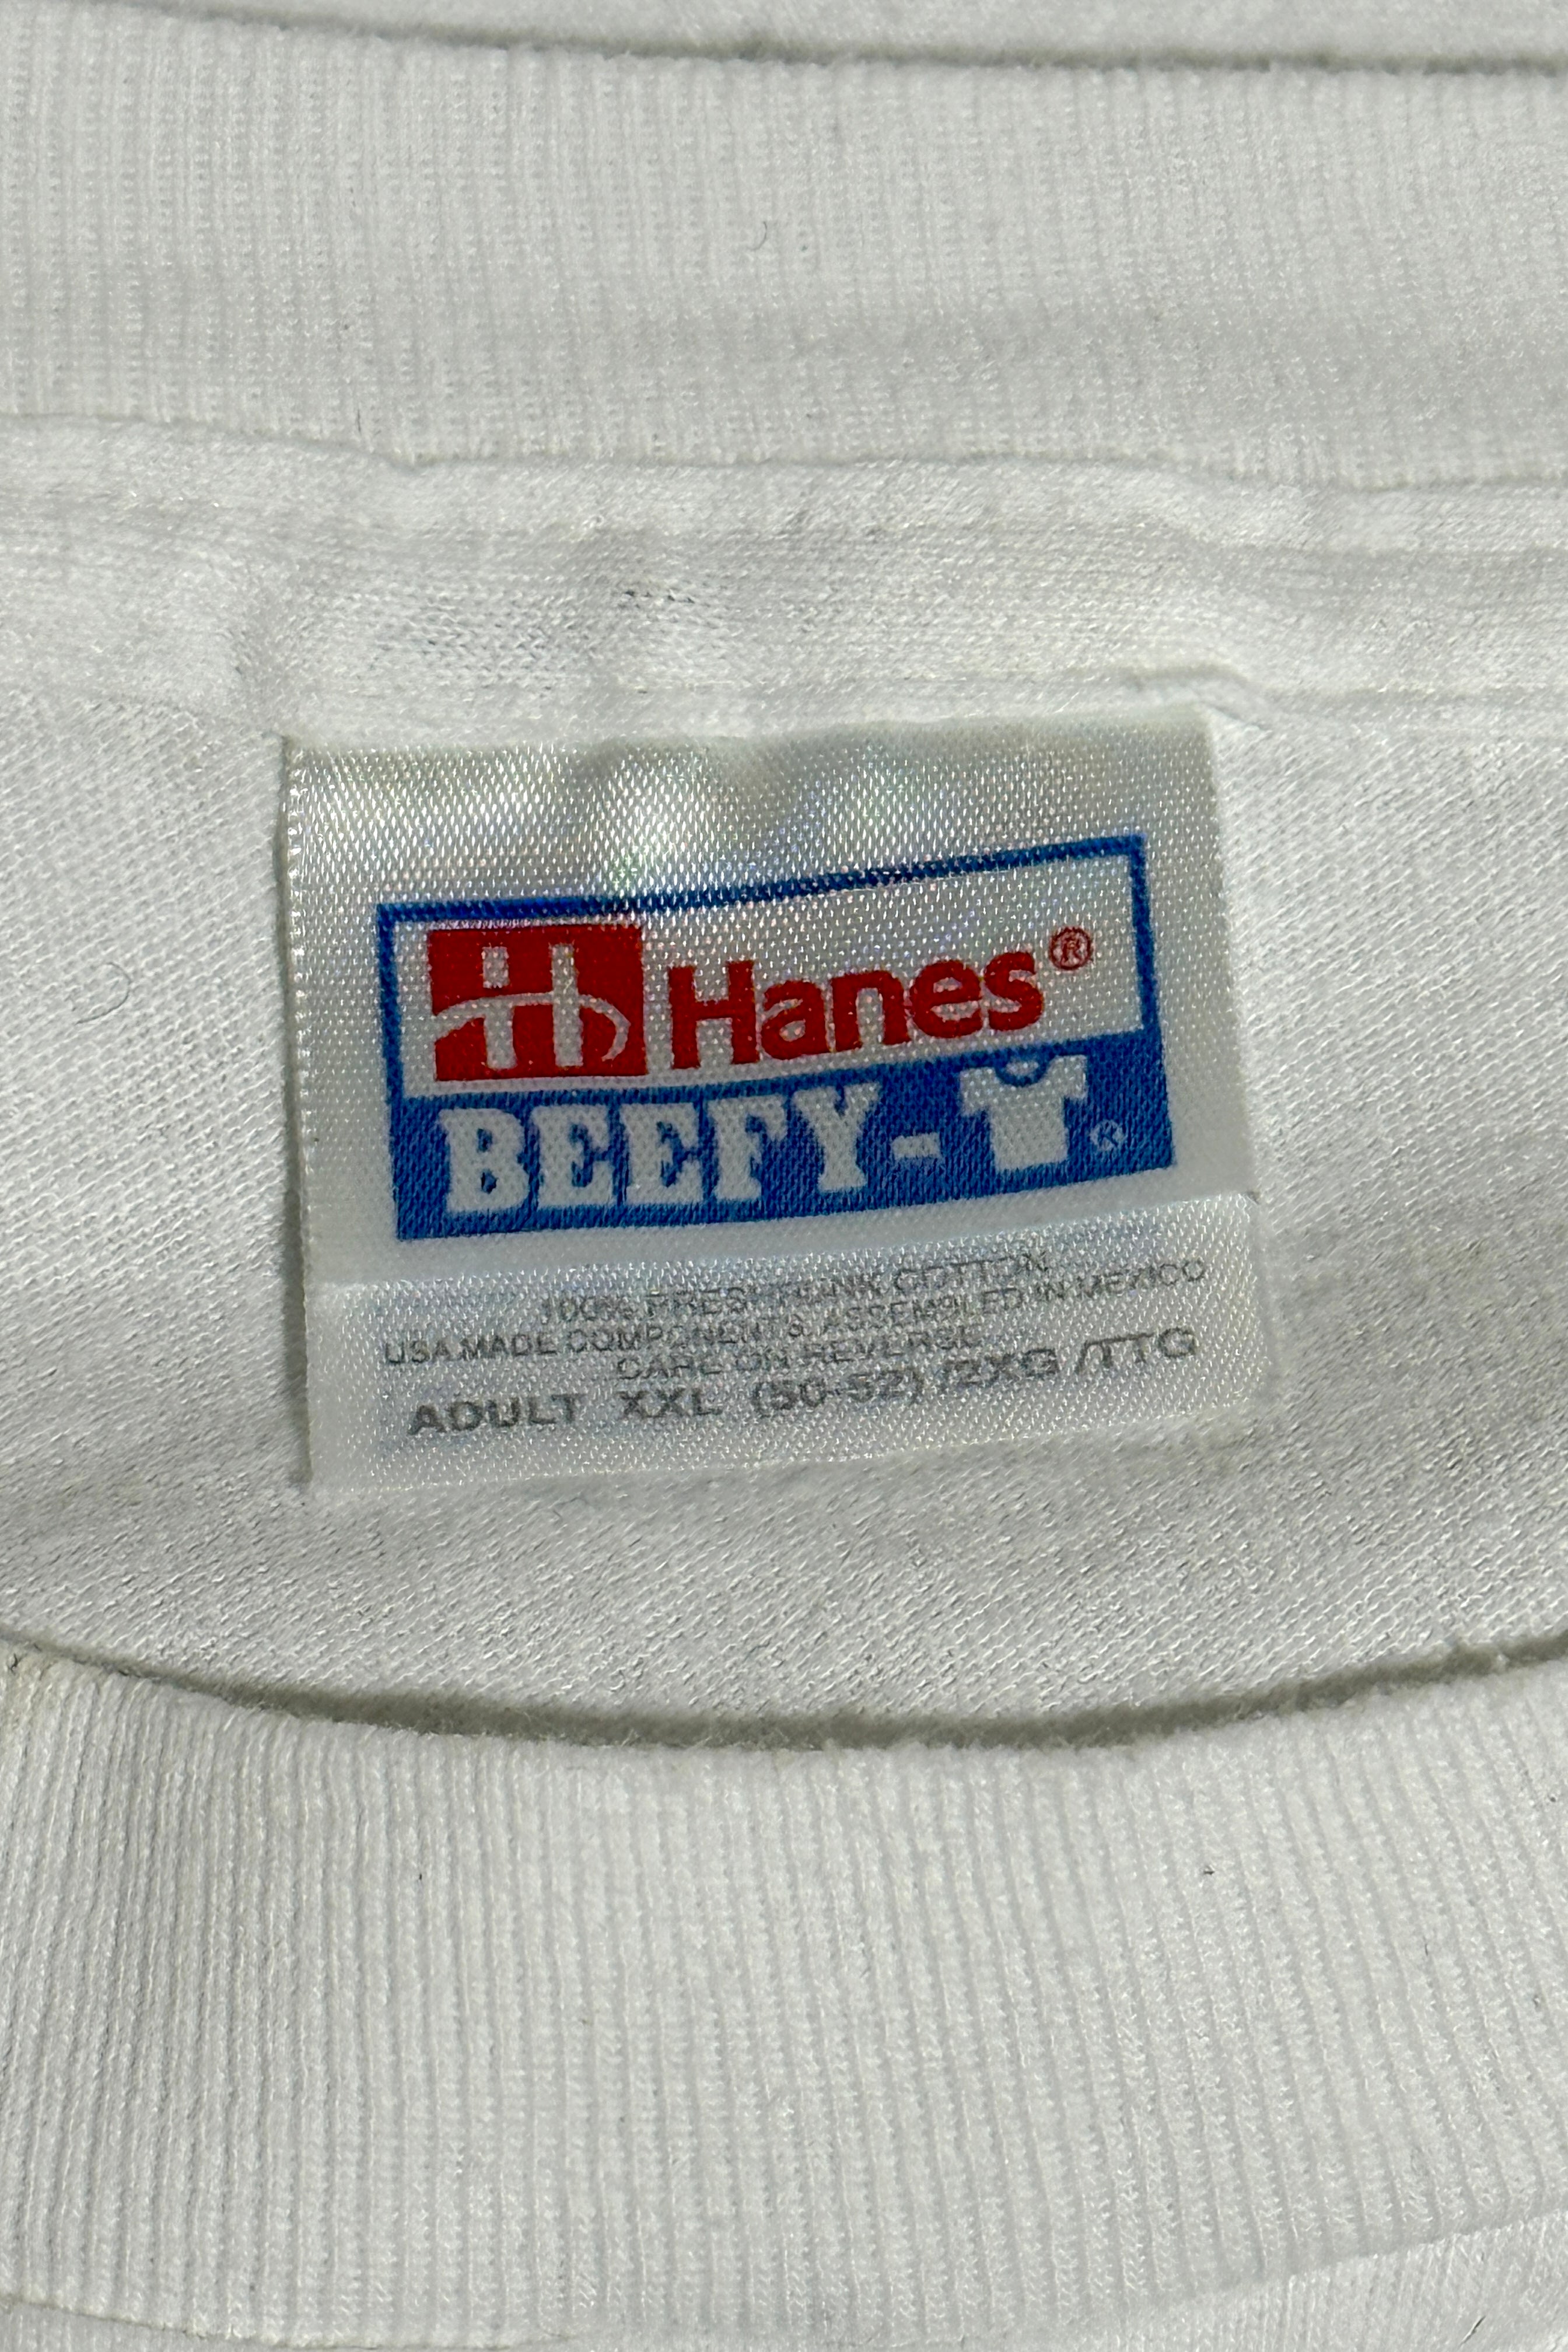 H Hanes®
BEEFY-T®
100% PRESHRUNK COTTON
USA MADE COMPONENTS. ASSEMBLED IN MEXICO
CARE ON REVERSE
ADULT XXL (50-52) /2XG /TTG